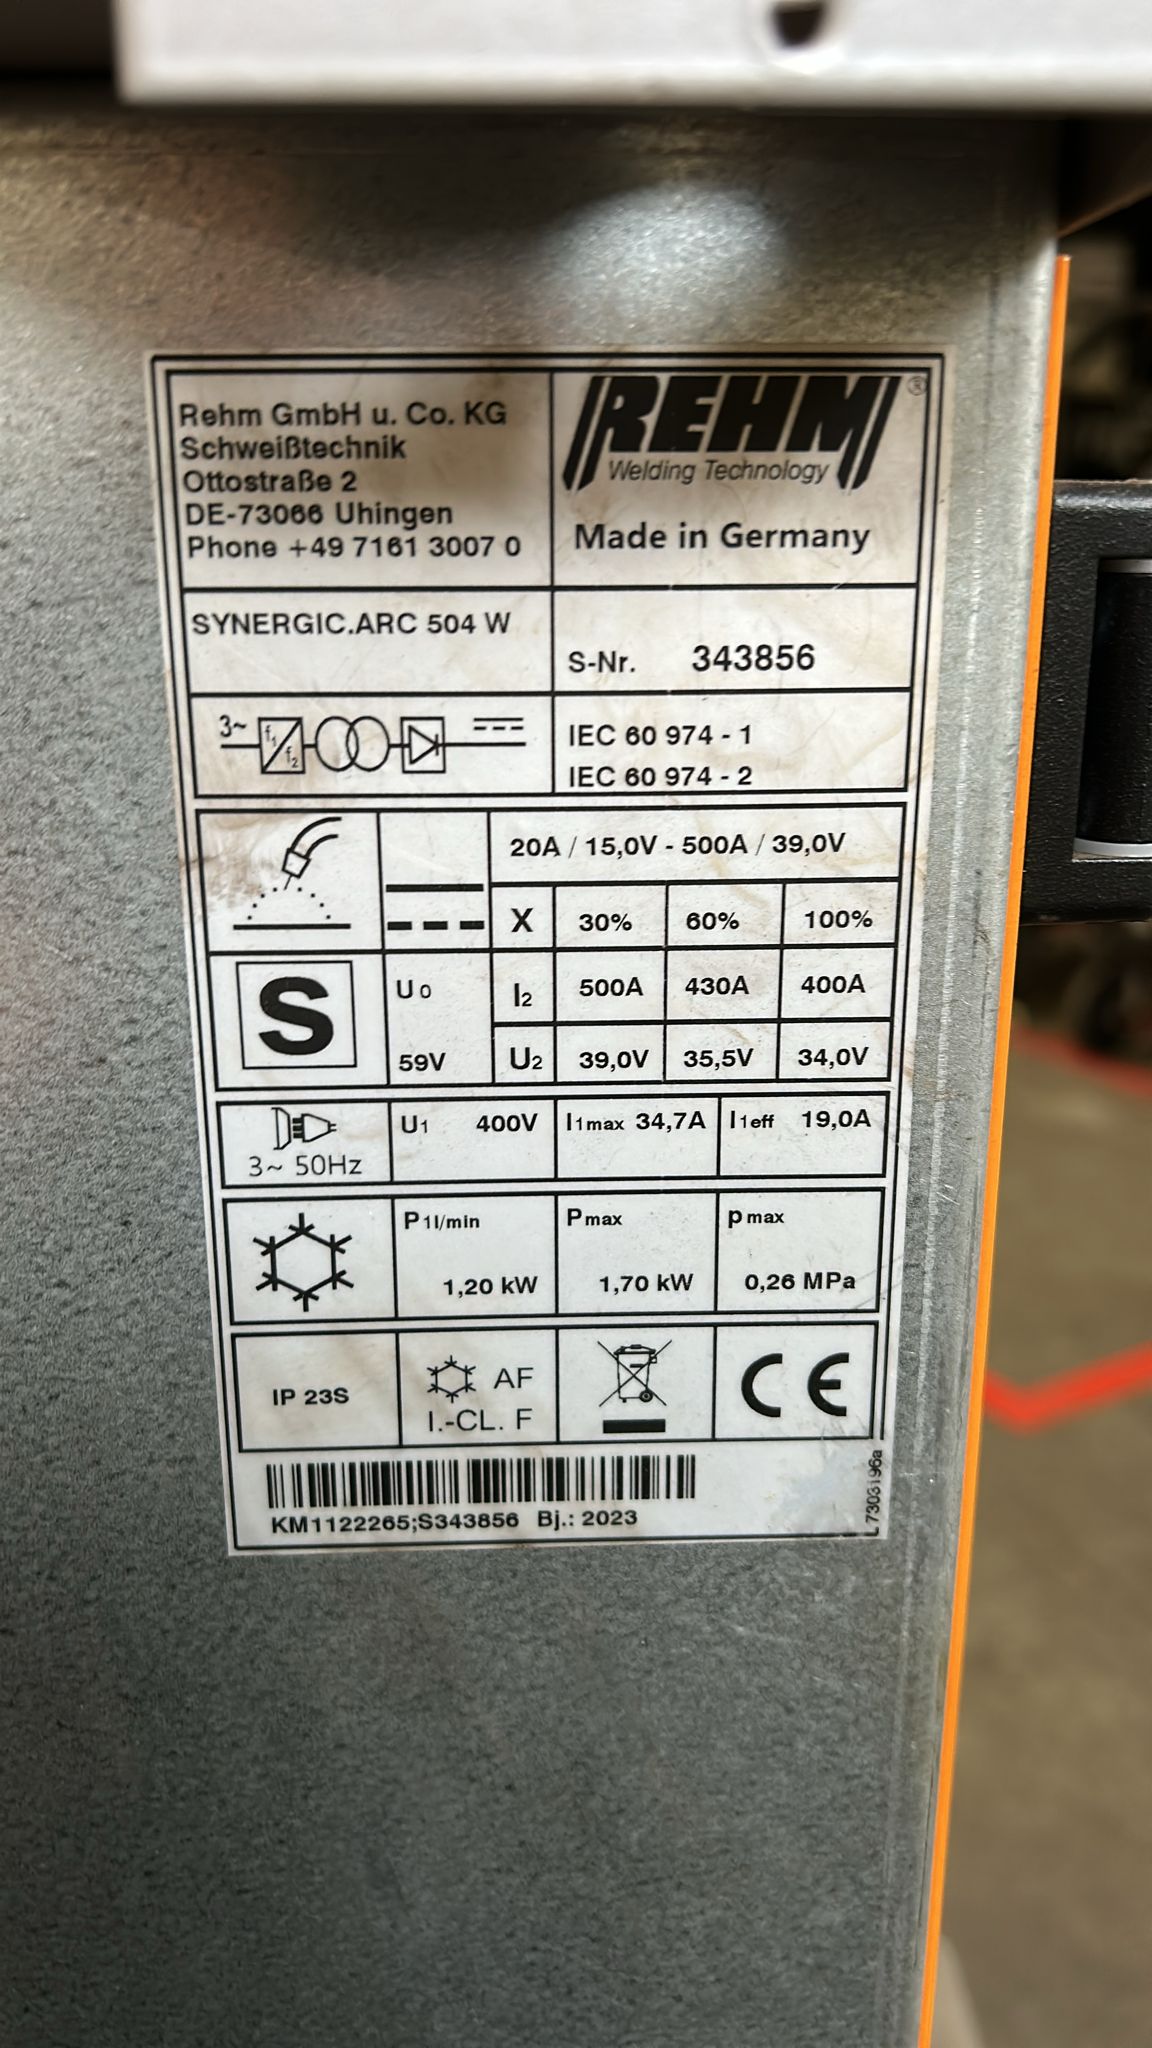 Rehm GmbH u. Co. KG
Schweißtechnik
Ottostraße 2
DE-73066 Uhingen
Phone +49 7161 3007 0
REHM®
Welding Technology
Made in Germany
SYNERGIC.ARC 504 W
S-Nr. 343856
3~ f1 f2
IEC 60 974 - 1
IEC 60 974 - 2
20A / 15,0V - 500A / 39,0V
X 30% 60% 100%
S
U0
59V
I2 500A 430A 400A
U2 39,0V 35,5V 34,0V
3~ 50Hz
U1 400V
I1max 34,7A
I1eff 19,0A
P1l/min
1,20 kW
Pmax
1,70 kW
pmax
0,26 MPa
IP 23S
AF
I.-CL. F
CE
KM1122265;S343856 Bj.: 2023
L7303196a